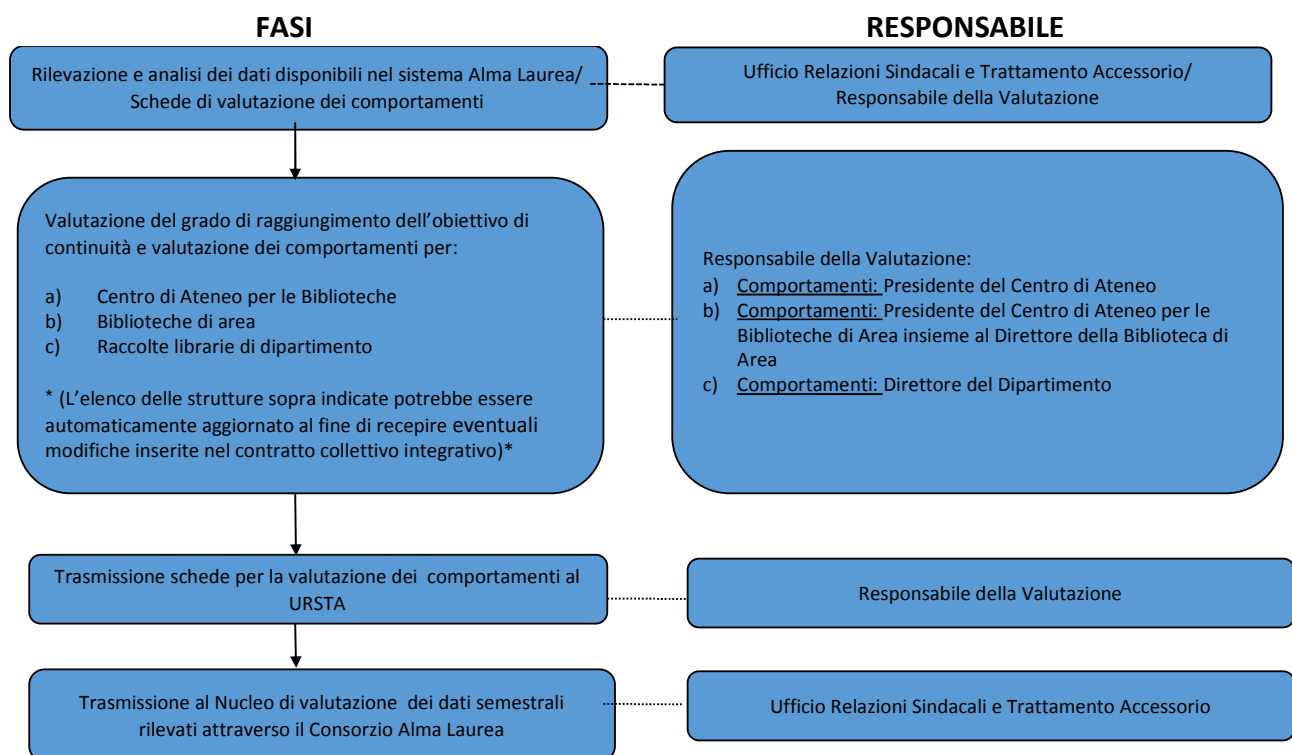 FASI
RESPONSABILE
Rilevazione e analisi dei dati disponibili nel sistema Alma Laurea/
Schede di valutazione dei comportamenti
Ufficio Relazioni Sindacali e Trattamento Accessorio/
Responsabile della Valutazione
Valutazione del grado di raggiungimento dell’obiettivo di
continuità e valutazione dei comportamenti per:
a) Centro di Ateneo per le Biblioteche
b) Biblioteche di area
c) Raccolte librarie di dipartimento
* (L’elenco delle strutture sopra indicate potrebbe essere
automaticamente aggiornato al fine di recepire eventuali
modifiche inserite nel contratto collettivo integrativo)*
Responsabile della Valutazione:
a) Comportamenti: Presidente del Centro di Ateneo
b) Comportamenti: Presidente del Centro di Ateneo per le
Biblioteche di Area insieme al Direttore della Biblioteca di
Area
c) Comportamenti: Direttore del Dipartimento
Trasmissione schede per la valutazione dei comportamenti al
URSTA
Responsabile della Valutazione
Trasmissione al Nucleo di valutazione dei dati semestrali
rilevati attraverso il Consorzio Alma Laurea
Ufficio Relazioni Sindacali e Trattamento Accessorio